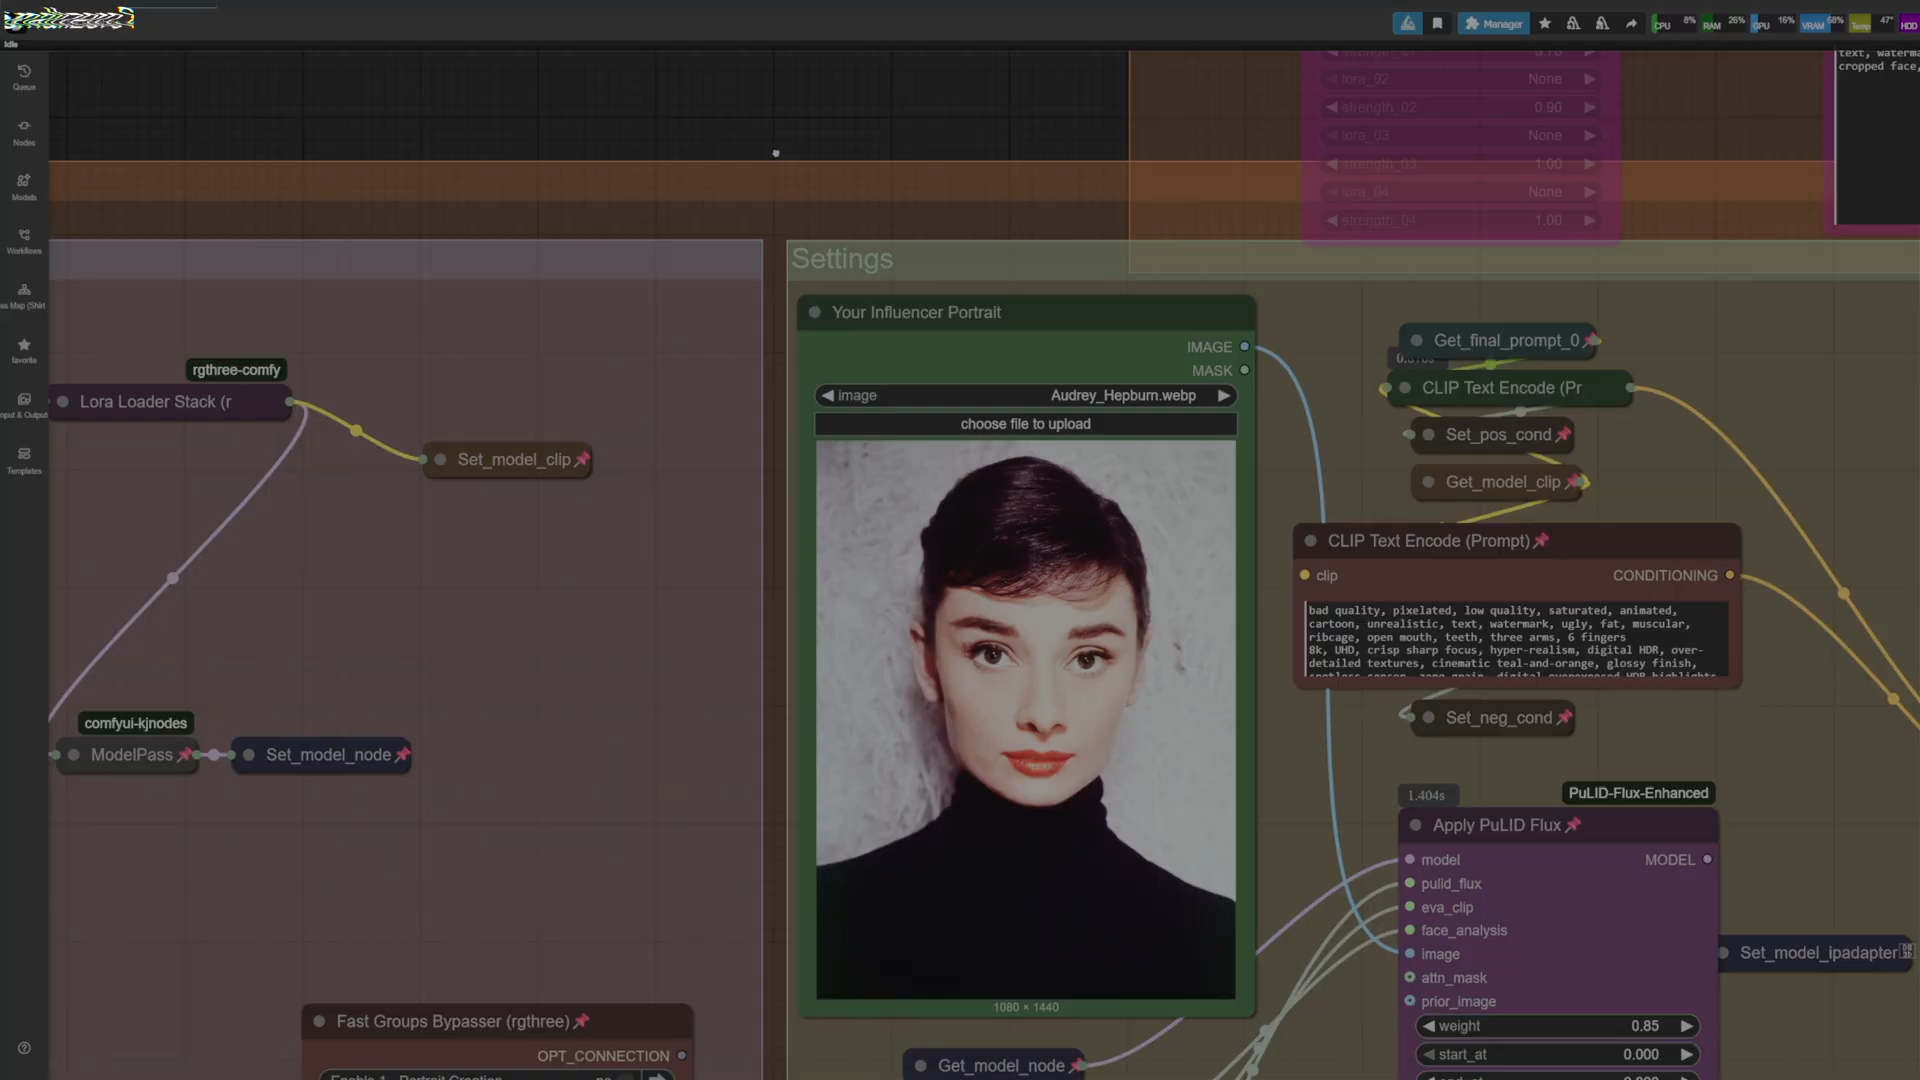 Manager
CPU 8%
RAM 26%
GPU 16%
VRAM 68%
Temp 47°
HDD
Idle
Queue
Nodes
Models
Workflows
favorite
Templates
lora_02
None
strength_02
0.90
lora_03
None
strength_03
1.00
lora_04
None
strength_04
1.00
cropped face,
Settings
Your Influencer Portrait
IMAGE
MASK
image
Audrey_Hepburn.webp
choose file to upload
1080 × 1440
rgthree-comfy
Lora Loader Stack (r
Set_model_clip
comfyui-kjnodes
ModelPass
Set_model_node
Fast Groups Bypasser (rgthree)
OPT_CONNECTION
Get_model_node
Get_final_prompt_0
CLIP Text Encode (Pr
Set_pos_cond
Get_model_clip
CLIP Text Encode (Prompt)
clip
CONDITIONING
bad quality, pixelated, low quality, saturated, animated,
cartoon, unrealistic, text, watermark, ugly, fat, muscular,
ribcage, open mouth, teeth, three arms, 6 fingers
8k, UHD, crisp sharp focus, hyper-realism, digital HDR, over-
detailed textures, cinematic teal-and-orange, glossy finish,
Set_neg_cond
1.404s
PuLID-Flux-Enhanced
Apply PuLID Flux
model
MODEL
pulid_flux
eva_clip
face_analysis
image
attn_mask
prior_image
weight
0.85
start_at
0.000
Set_model_ipadapter